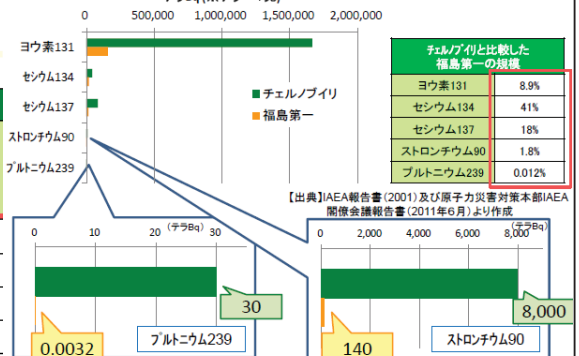 0
500,000
1,000,000
1,500,000
2,000,000
ヨウ素131
セシウム134
セシウム137
ストロンチウム90
プルトニウム239
■チェルノブイリ
■福島第一
チェルノブイリと比較した
福島第一の規模
ヨウ素131 8.9%
セシウム134 41%
セシウム137 18%
ストロンチウム90 1.8%
プルトニウム239 0.012%
【出典】IAEA報告書(2001)及び原子力災害対策本部IAEA
閣僚会議報告書(2011年6月)より作成
(テラBq)
0 10 20 30
30
0.0032
プルトニウム239
(テラBq)
0 2,000 4,000 6,000 8,000
8,000
140
ストロンチウム90